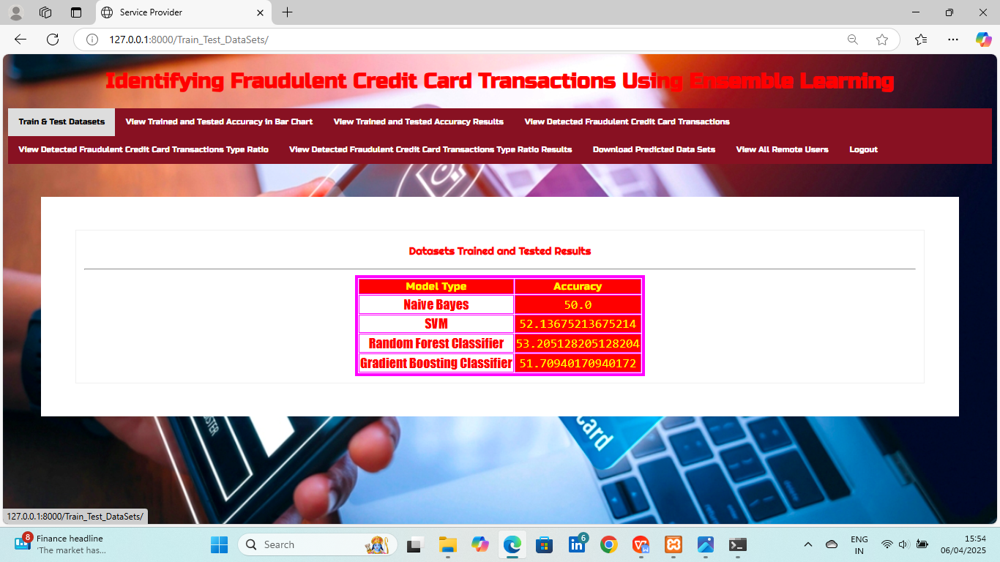 Service Provider
127.0.0.1:8000/Train_Test_DataSets/
Identifying Fraudulent Credit Card Transactions Using Ensemble Learning
Train & Test Datasets View Trained and Tested Accuracy in Bar Chart View Trained and Tested Accuracy Results View Detected Fraudulent Credit Card Transactions
View Detected Fraudulent Credit Card Transactions Type Ratio View Detected Fraudulent Credit Card Transactions Type Ratio Results Download Predicted Data Sets View All Remote Users Logout
Datasets Trained and Tested Results
Model Type Accuracy
Naive Bayes 50.0
SVM 52.13675213675214
Random Forest Classifier 53.205128205128204
Gradient Boosting Classifier 51.70940170940172
card
127.0.0.1:8000/Train_Test_DataSets/
8 Finance headline
'The market has...
Search
6
ENG
IN
15:54
06/04/2025